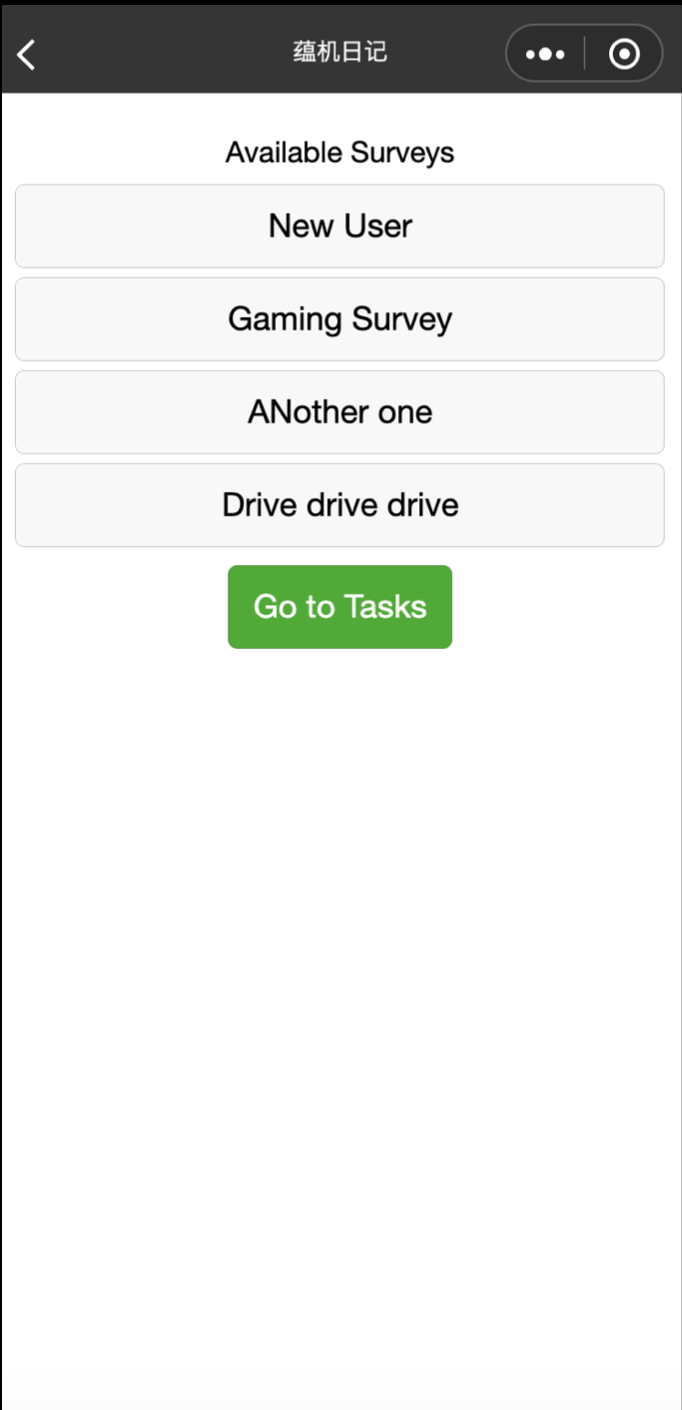 蕴机日记
Available Surveys
New User
Gaming Survey
ANother one
Drive drive drive
Go to Tasks